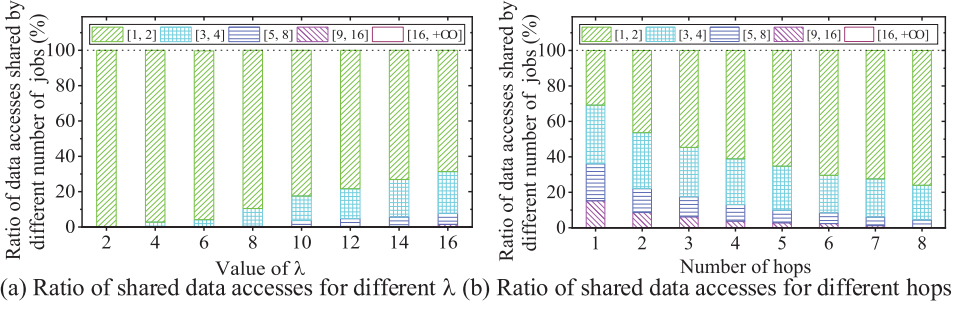 Ratio of data accesses shared by
different number of jobs (%)
[1, 2] [3, 4] [5, 8] [9, 16] [16, +∞]
100
80
60
40
20
0
2 4 6 8 10 12 14 16
Value of λ
(a) Ratio of shared data accesses for different λ
Ratio of data accesses shared by
different number of jobs (%)
[1, 2] [3, 4] [5, 8] [9, 16] [16, +∞]
100
80
60
40
20
0
1 2 3 4 5 6 7 8
Number of hops
(b) Ratio of shared data accesses for different hops